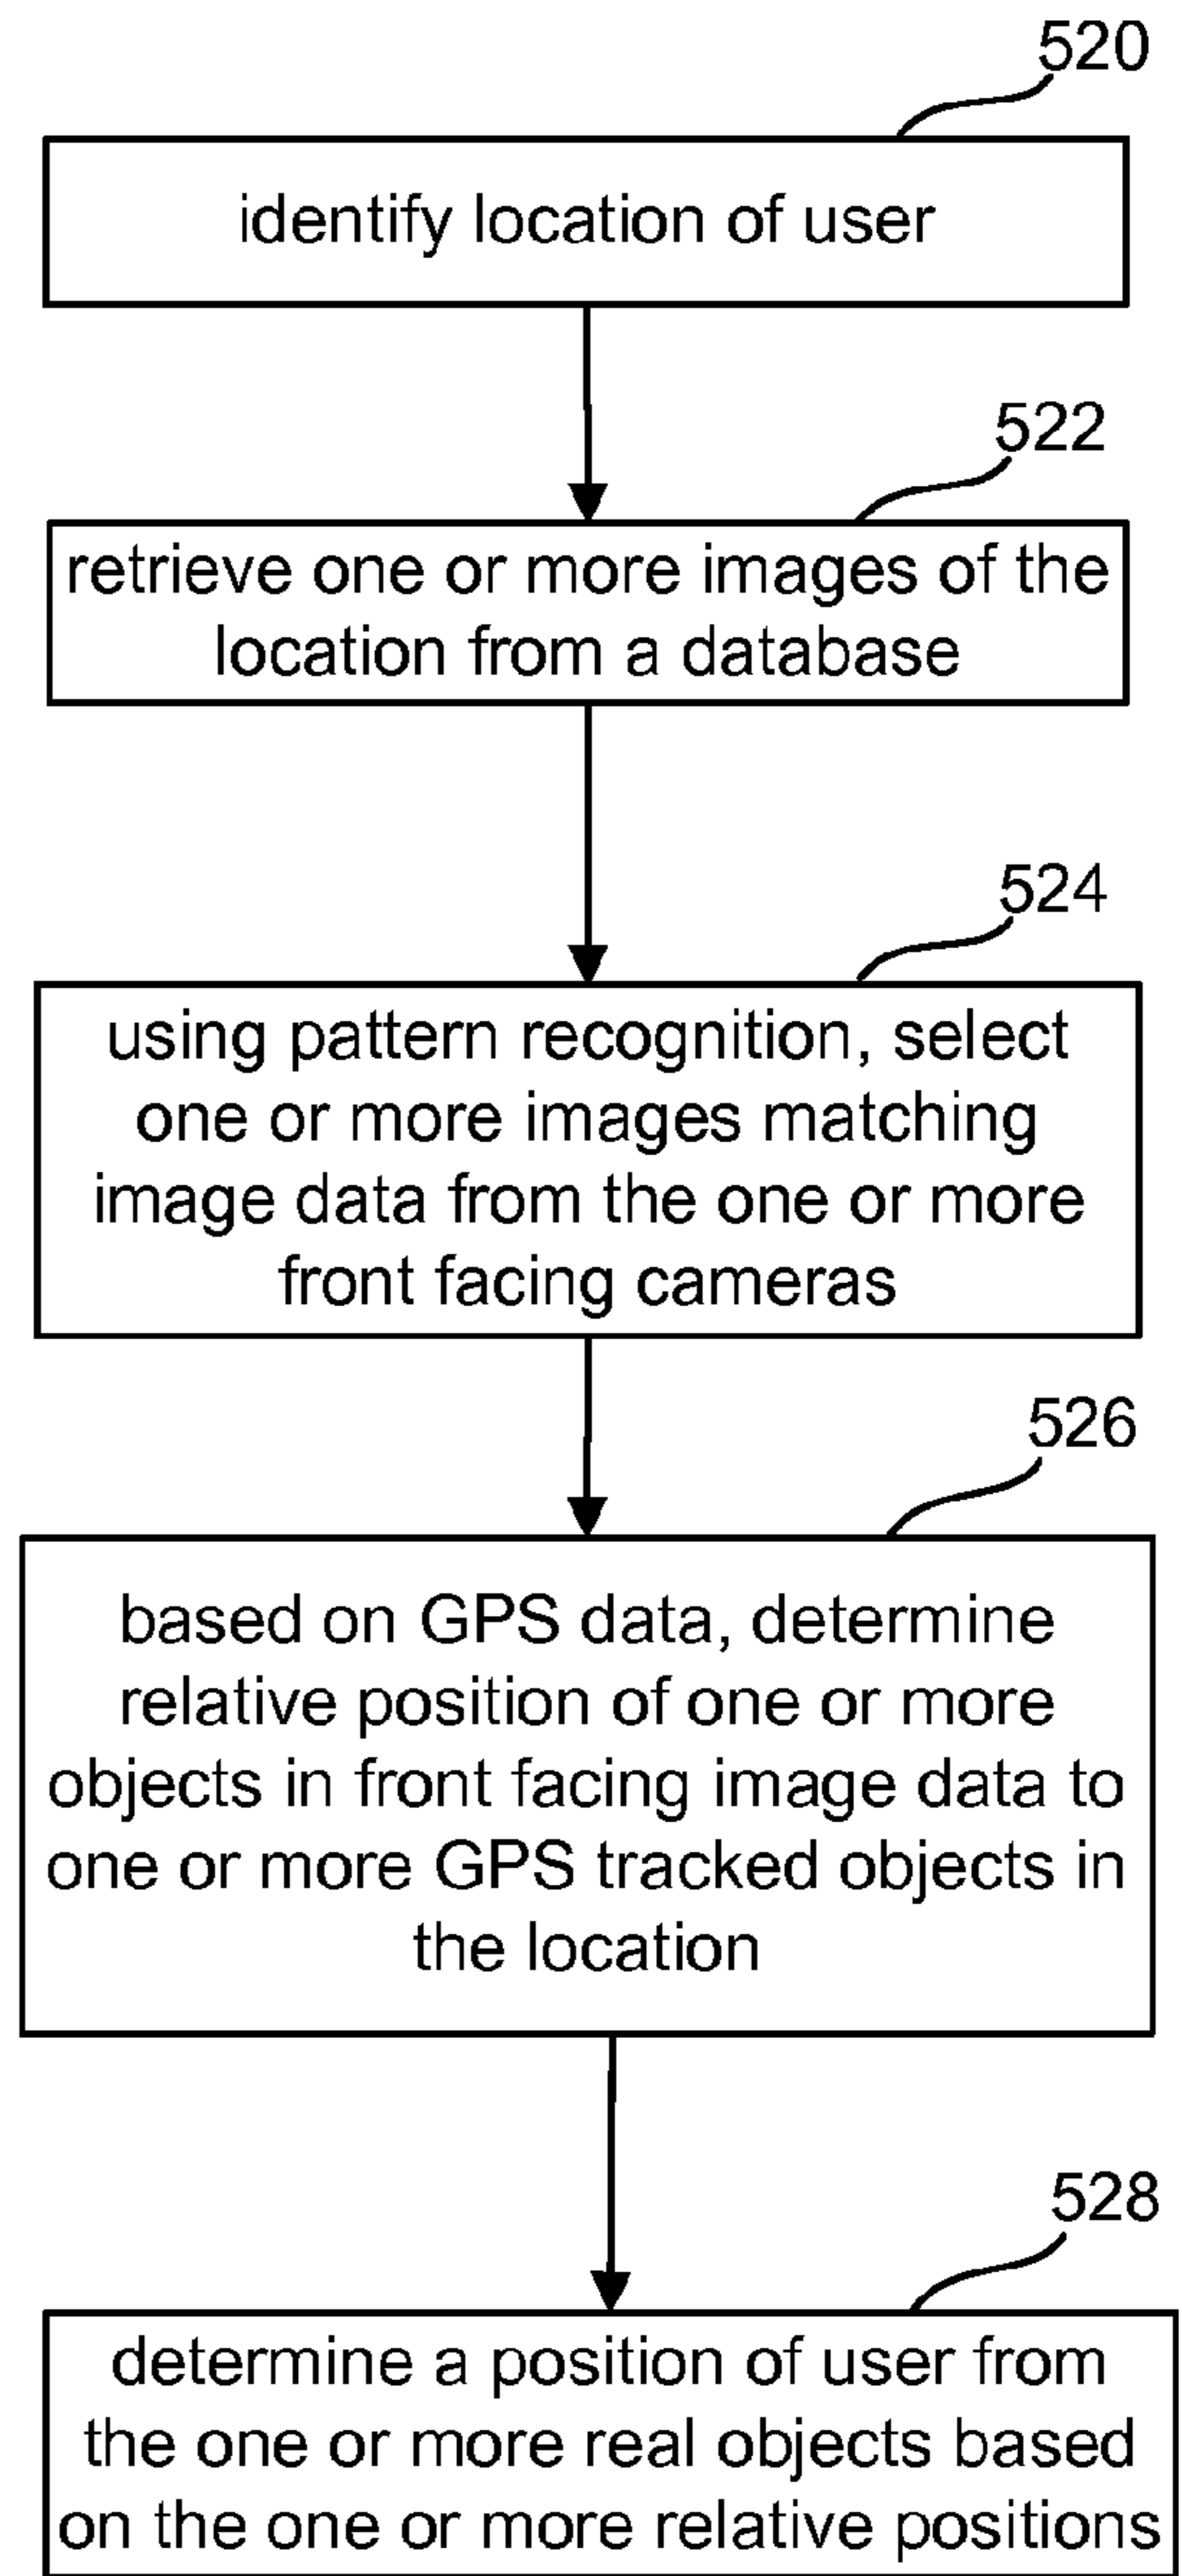 520
identify location of user
522
retrieve one or more images of the
location from a database
524
using pattern recognition, select
one or more images matching
image data from the one or more
front facing cameras
526
based on GPS data, determine
relative position of one or more
objects in front facing image data to
one or more GPS tracked objects in
the location
528
determine a position of user from
the one or more real objects based
on the one or more relative positions